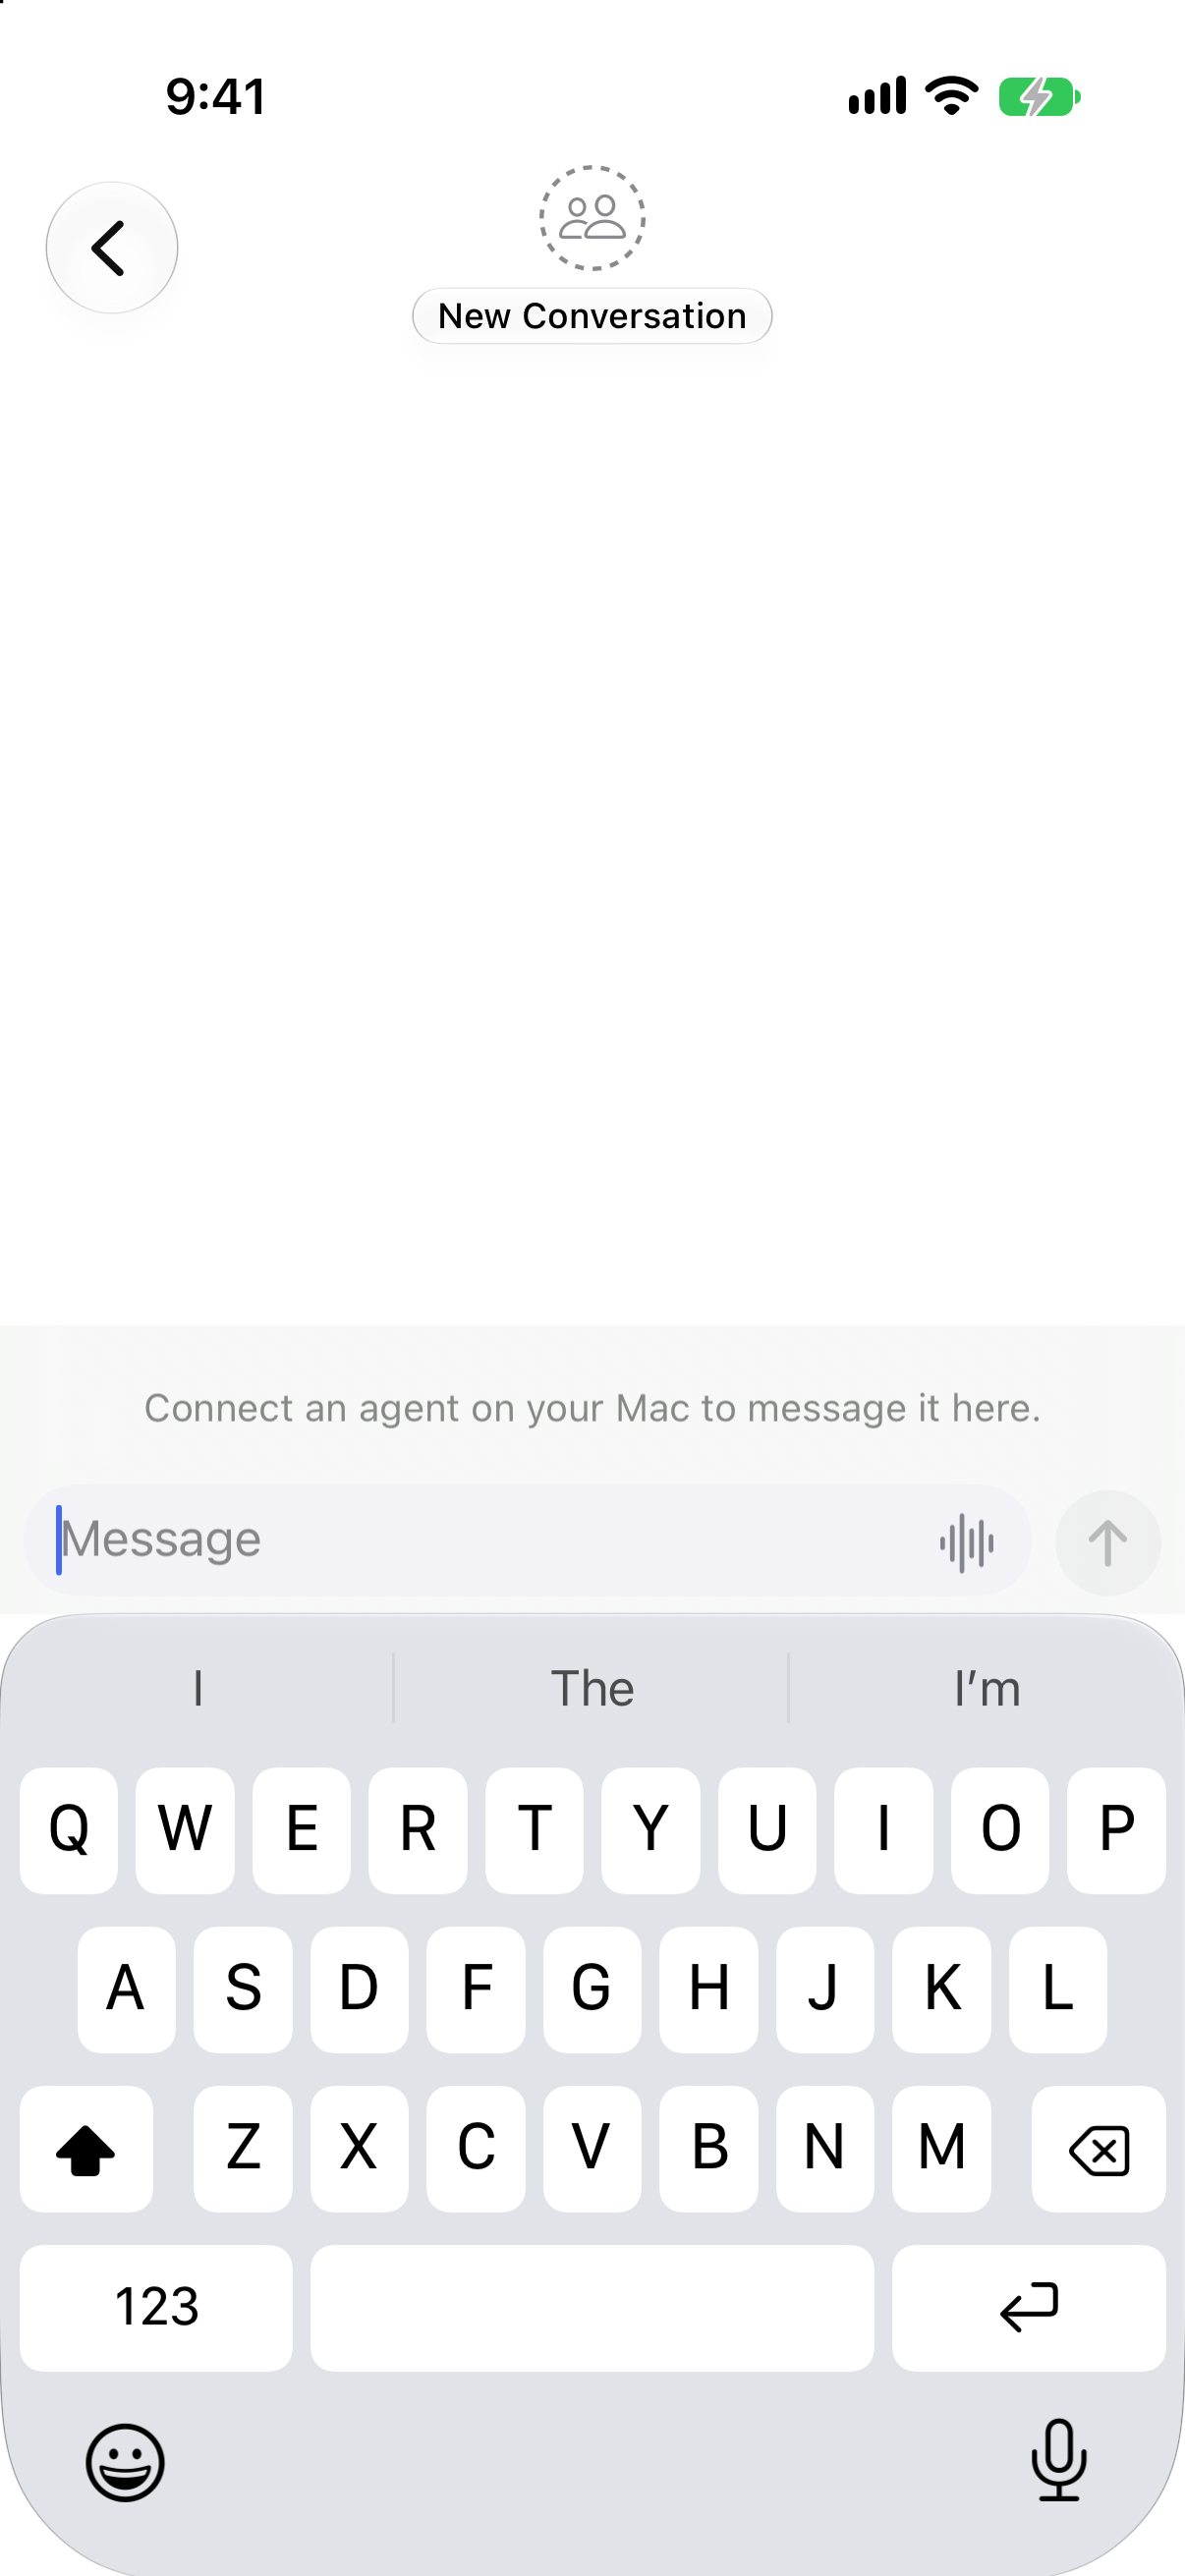 9:41
New Conversation
Connect an agent on your Mac to message it here.
Message
I The I’m
Q W E R T Y U I O P
A S D F G H J K L
Z X C V B N M
123